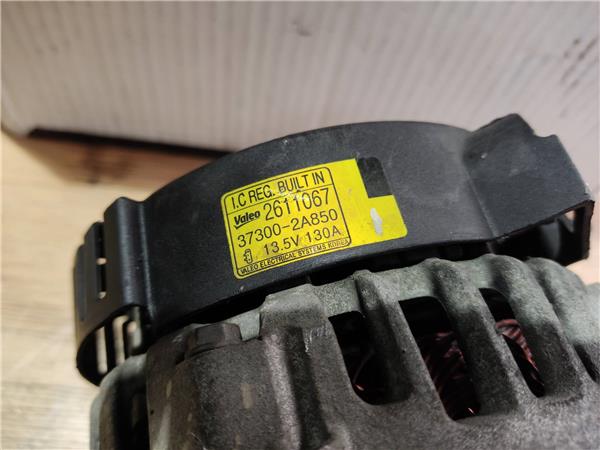 I.C REG. BUILT IN
Valeo 2611067
37300-2A850
13.5V 130A
VALEO ELECTRICAL SYSTEMS KOREA